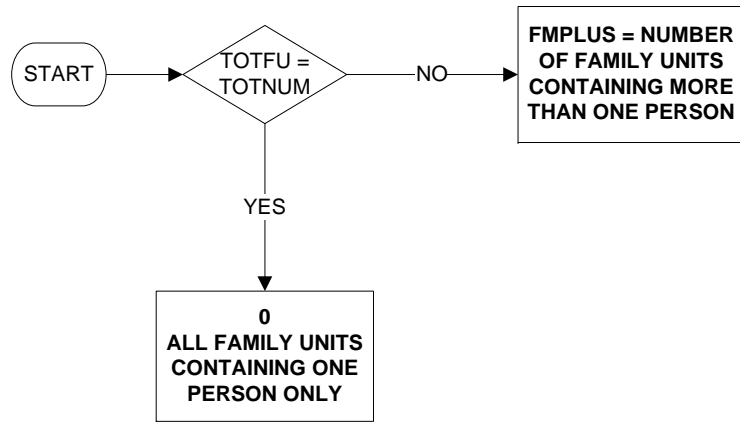 START
TOTFU =
TOTNUM
NO
FMPLUS = NUMBER
OF FAMILY UNITS
CONTAINING MORE
THAN ONE PERSON
YES
0
ALL FAMILY UNITS
CONTAINING ONE
PERSON ONLY